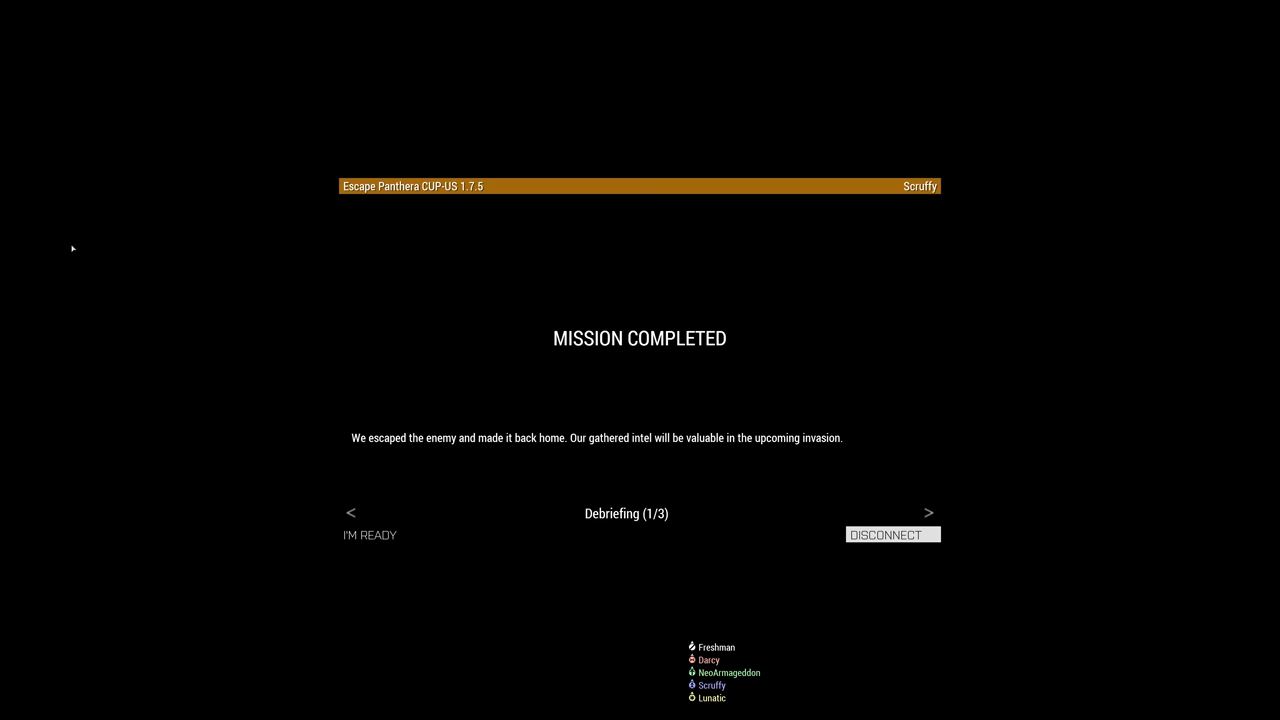 Escape Panthera CUP-US 1.7.5 Scruffy
MISSION COMPLETED
We escaped the enemy and made it back home. Our gathered intel will be valuable in the upcoming invasion.
< Debriefing (1/3) >
I'M READY DISCONNECT
Freshman
Darcy
NeoArmageddon
Scruffy
Lunatic